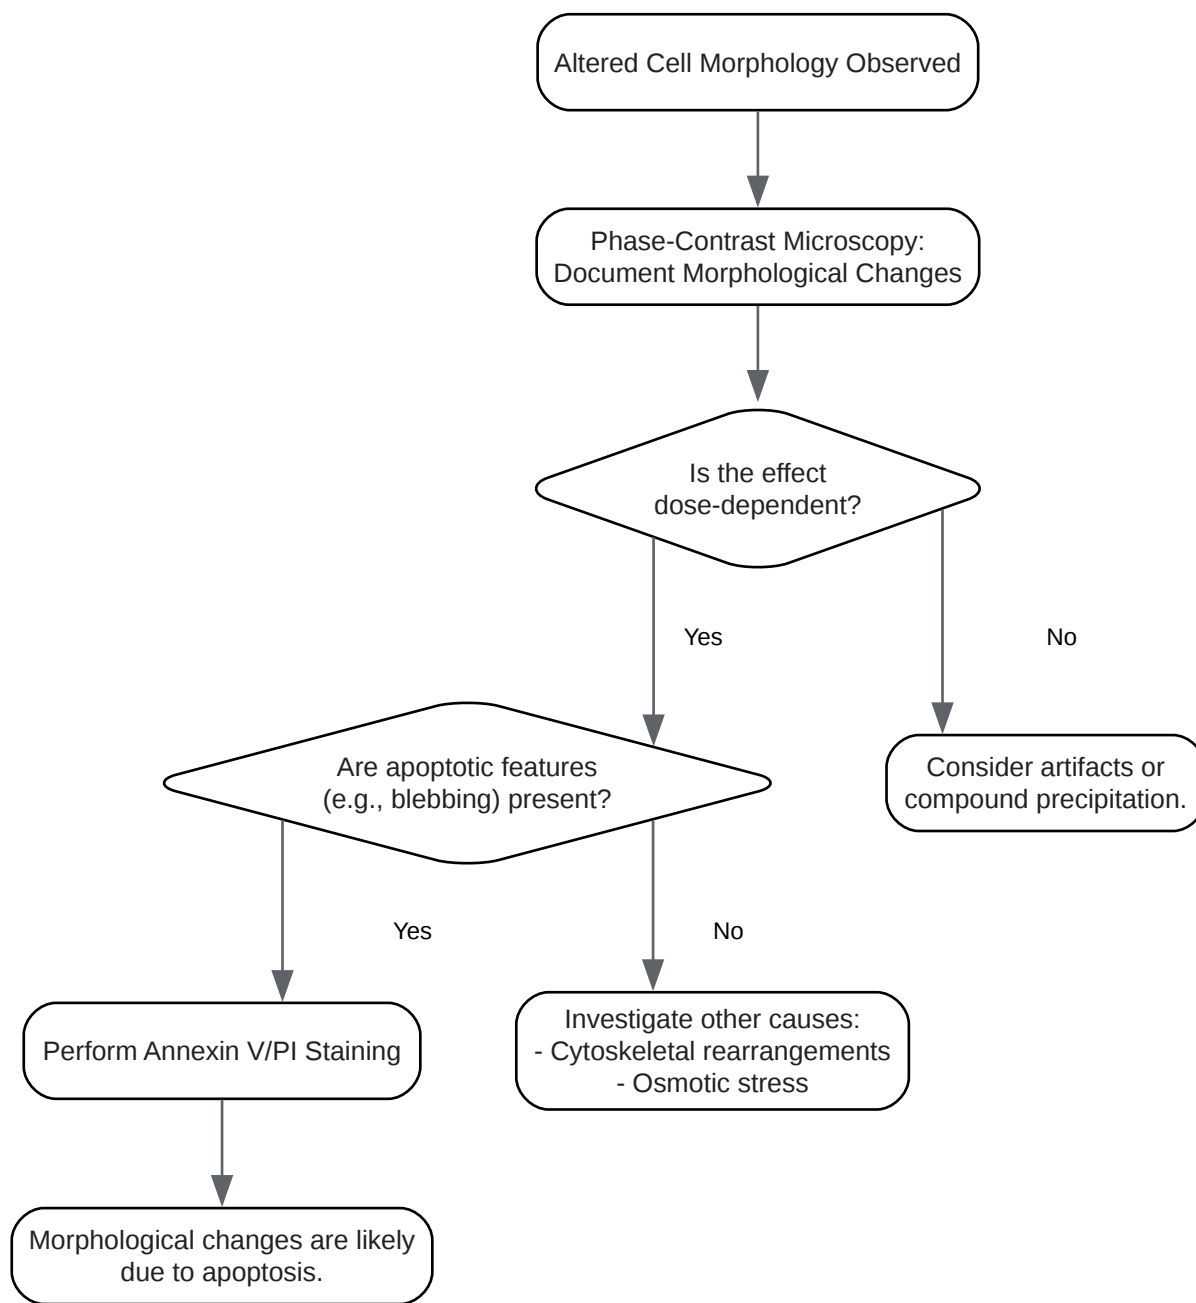 Altered Cell Morphology Observed
Phase-Contrast Microscopy:
Document Morphological Changes
Is the effect
dose-dependent?
Yes
No
Are apoptotic features
(e.g., blebbing) present?
Consider artifacts or
compound precipitation.
Yes
No
Perform Annexin V/PI Staining
Investigate other causes:
- Cytoskeletal rearrangements
- Osmotic stress
Morphological changes are likely
due to apoptosis.